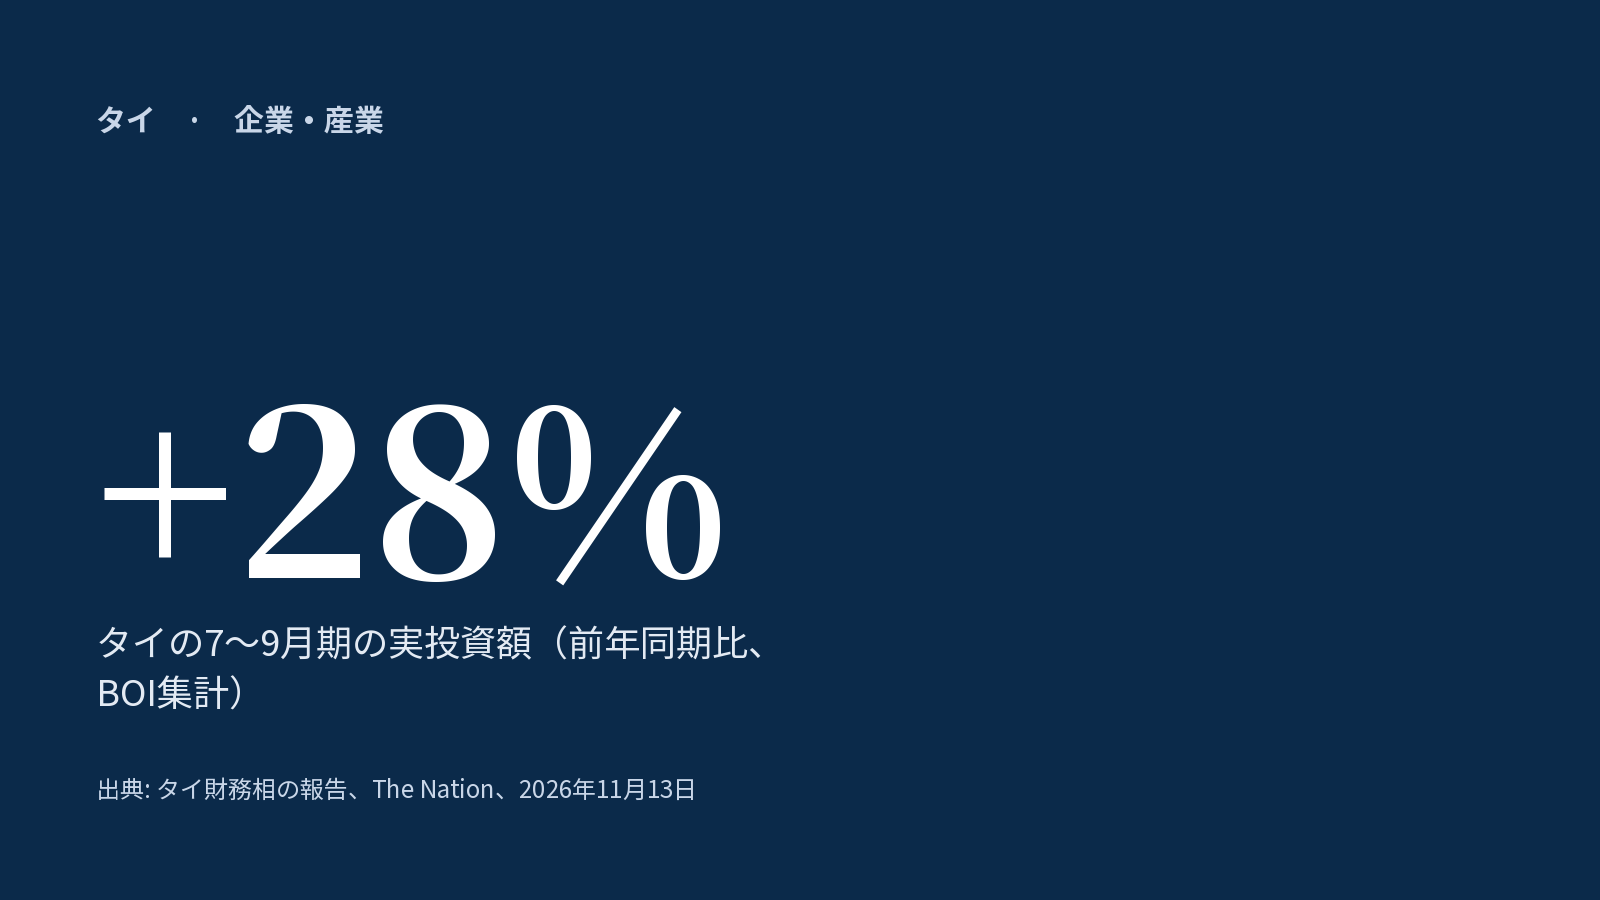 タイ · 企業・産業
+28%
タイの7〜9月期の実投資額（前年同期比、
BOI集計）
出典: タイ財務相の報告、The Nation、2026年11月13日